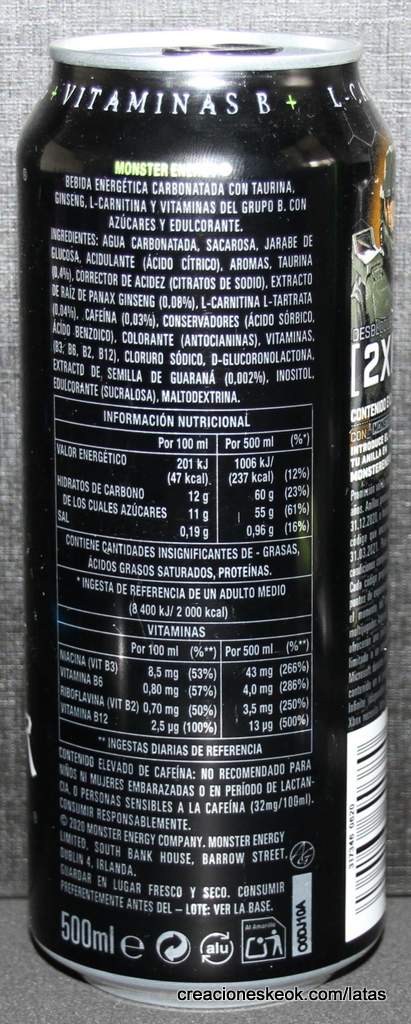 + VITAMINAS B + L-C
MONSTER ENERGY
BEBIDA ENERGÉTICA CARBONATADA CON TAURINA,
GINSENG, L-CARNITINA Y VITAMINAS DEL GRUPO B. CON
AZÚCARES Y EDULCORANTE.
INGREDIENTES: AGUA CARBONATADA, SACAROSA, JARABE DE
GLUCOSA, ACIDULANTE (ÁCIDO CÍTRICO), AROMAS, TAURINA
(0,4%), CORRECTOR DE ACIDEZ (CITRATOS DE SODIO), EXTRACTO
DE RAÍZ DE PANAX GINSENG (0,08%), L-CARNITINA L-TARTRATA
(0,04%), CAFEÍNA (0,03%), CONSERVADORES (ÁCIDO SÓRBICO,
ÁCIDO BENZOICO), COLORANTE (ANTOCIANINAS), VITAMINAS,
(B3, B6, B2, B12), CLORURO SÓDICO, D-GLUCORONOLACTONA,
EXTRACTO DE SEMILLA DE GUARANÁ (0,002%), INOSITOL,
EDULCORANTE (SUCRALOSA), MALTODEXTRINA.
INFORMACIÓN NUTRICIONAL
Por 100 ml Por 500 ml (%*)
VALOR ENERGÉTICO 201 kJ 1006 kJ/
(47 kcal) (237 kcal) (12%)
HIDRATOS DE CARBONO 12 g 60 g (23%)
DE LOS CUALES AZÚCARES 11 g 55 g (61%)
SAL 0,19 g 0,96 g (16%)
CONTIENE CANTIDADES INSIGNIFICANTES DE - GRASAS,
ÁCIDOS GRASOS SATURADOS, PROTEÍNAS.
* INGESTA DE REFERENCIA DE UN ADULTO MEDIO
(8 400 kJ/ 2 000 kcal)
VITAMINAS
Por 100 ml (%**) Por 500 ml (%**)
NIACINA (VIT B3) 8,5 mg (53%) 43 mg (266%)
VITAMINA B6 0,80 mg (57%) 4,0 mg (286%)
RIBOFLAVINA (VIT B2) 0,70 mg (50%) 3,5 mg (250%)
VITAMINA B12 2,5 µg (100%) 13 µg (500%)
** INGESTAS DIARIAS DE REFERENCIA
CONTENIDO ELEVADO DE CAFEÍNA: NO RECOMENDADO PARA
NIÑOS NI MUJERES EMBARAZADAS O EN PERÍODO DE LACTAN-
CIA, O PERSONAS SENSIBLES A LA CAFEÍNA (32mg/100ml).
CONSUMIR RESPONSABLEMENTE.
© 2020 MONSTER ENERGY COMPANY. MONSTER ENERGY
LIMITED, SOUTH BANK HOUSE, BARROW STREET,
DUBLIN 4, IRLANDA.
GUARDAR EN LUGAR FRESCO Y SECO. CONSUMIR
PREFERENTEMENTE ANTES DEL – LOTE: VER LA BASE.
500ml e
alu
Al Amarillo
[2X
CONTENIDO
CON
INTRODUCE
TU ANILLA
31.12.2020
31.03.2021
creacioneskeok.com/latas